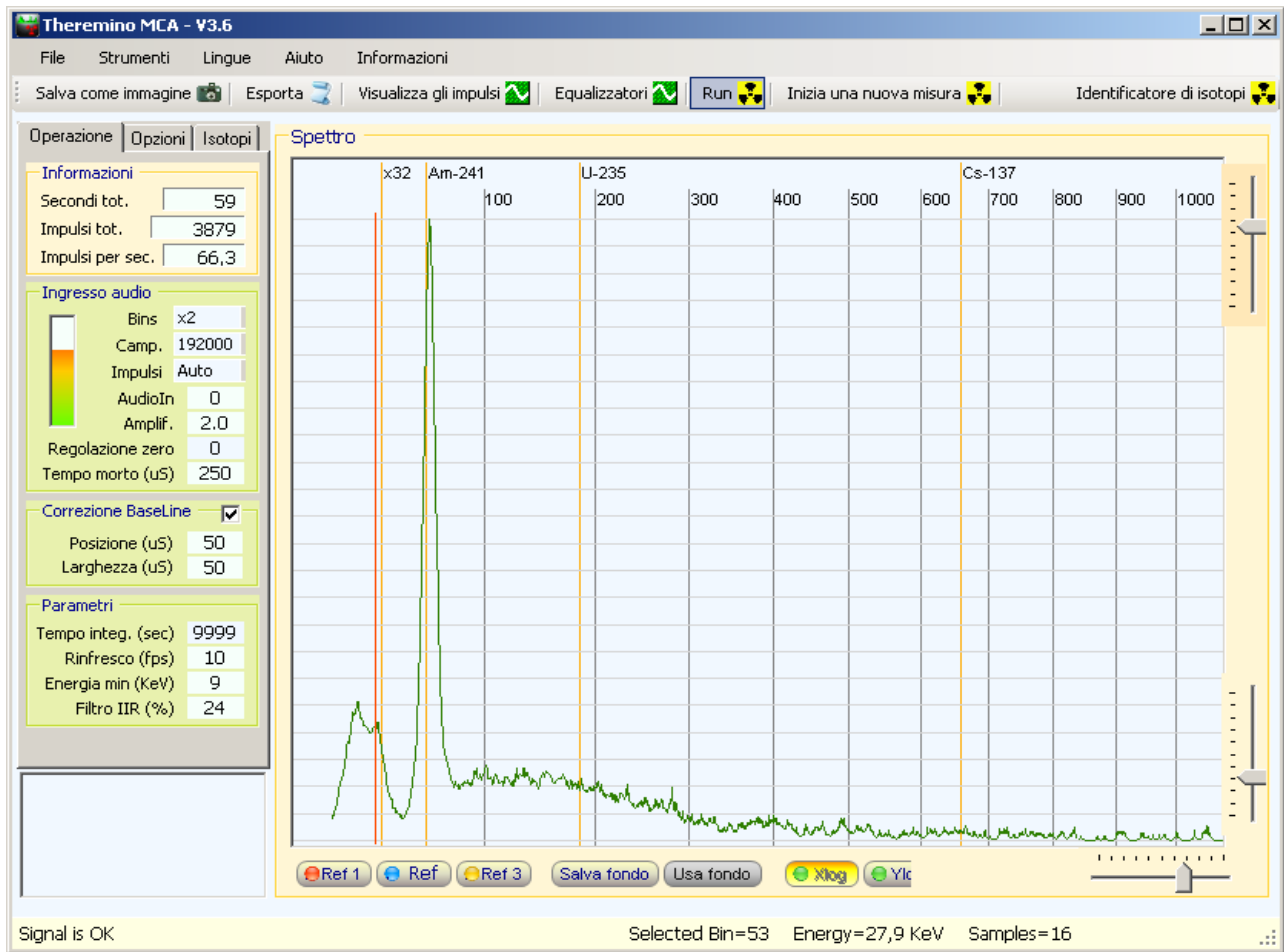 Theremino MCA - V3.6
File Strumenti Lingue Aiuto Informazioni
Salva come immagine Esporta Visualizza gli impulsi Equalizzatori Run Inizia una nuova misura Identificatore di isotopi
Operazione Opzioni Isotopi
Informazioni
Secondi tot. 59
Impulsi tot. 3879
Impulsi per sec. 66,3
Ingresso audio
Bins x2
Camp. 192000
Impulsi Auto
AudioIn 0
Amplif. 2.0
Regolazione zero 0
Tempo morto (uS) 250
Correzione BaseLine
Posizione (uS) 50
Larghezza (uS) 50
Parametri
Tempo integ. (sec) 9999
Rinfresco (fps) 10
Energia min (KeV) 9
Filtro IIR (%) 24
Spettro
x32 Am-241 U-235 Cs-137
100 200 300 400 500 600 700 800 900 1000
Ref 1 Ref Ref 3 Salva fondo Usa fondo Xlog Ylo
Signal is OK Selected Bin=53 Energy=27,9 KeV Samples=16